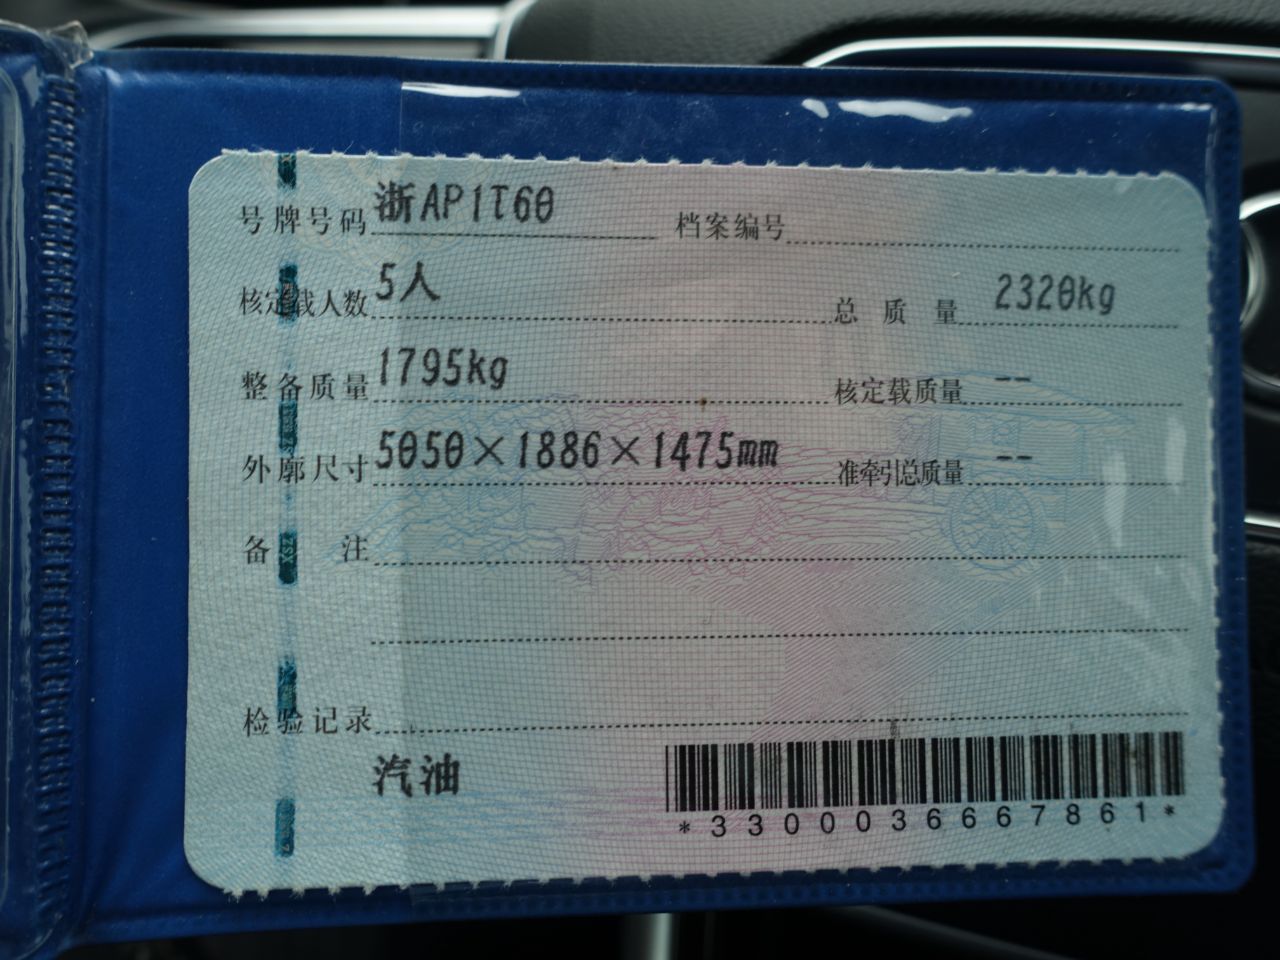 号牌号码 浙AP1T60 档案编号
核定载人数 5人 总质量 2320kg
整备质量 1795kg 核定载质量 --
外廓尺寸 5050×1886×1475mm 准牵引总质量 --
备注
检验记录
汽油
*3300036667861*